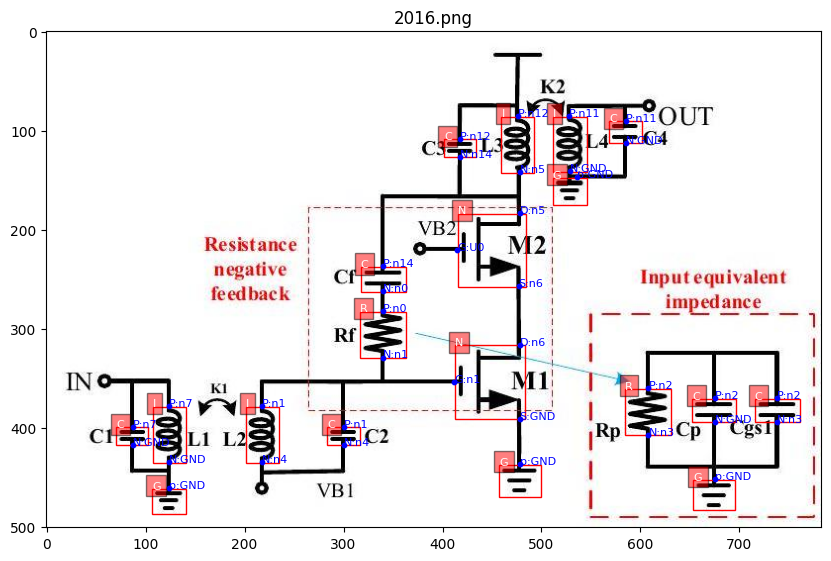 2016.png
K2
P:n12
P:n11
P:n11
OUT
C
L
L
C
0
100
200
300
400
500
C
P:n12
C3
L3
L4
C4
N:n14
N:GND
N:n5
N:GND
p:GND
G
D:n5
N
VB2
G:U0
M2
Resistance
negative
feedback
C
P:n14
Cf
N:n0
S:n6
Input equivalent
impedance
R
P:n0
Rf
N:n1
N
D:n6
G:n1
M1
S:GND
IN
K1
L
P:n7
L
P:n1
C
P:n7
C1
N:GND
L1
L2
N:GND
N:n4
C
P:n1
C2
N:n4
R
P:n2
Rp
N:n3
C
P:n2
Cp
N:GND
C
P:n2
Cgs1
N:n3
G
p:GND
G
p:GND
G
p:GND
VB1
0
100
200
300
400
500
600
700